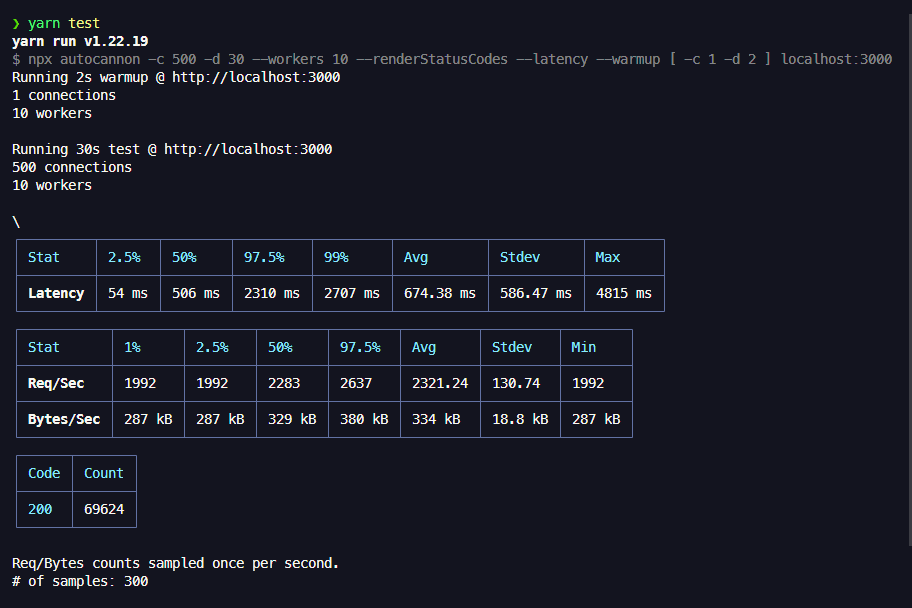 ❯ yarn test
yarn run v1.22.19
$ npx autocannon -c 500 -d 30 --workers 10 --renderStatusCodes --latency --warmup [ -c 1 -d 2 ] localhost:3000
Running 2s warmup @ http://localhost:3000
1 connections
10 workers
Running 30s test @ http://localhost:3000
500 connections
10 workers
\
Stat 2.5% 50% 97.5% 99% Avg Stdev Max
Latency 54 ms 506 ms 2310 ms 2707 ms 674.38 ms 586.47 ms 4815 ms
Stat 1% 2.5% 50% 97.5% Avg Stdev Min
Req/Sec 1992 1992 2283 2637 2321.24 130.74 1992
Bytes/Sec 287 kB 287 kB 329 kB 380 kB 334 kB 18.8 kB 287 kB
Code Count
200 69624
Req/Bytes counts sampled once per second.
# of samples: 300